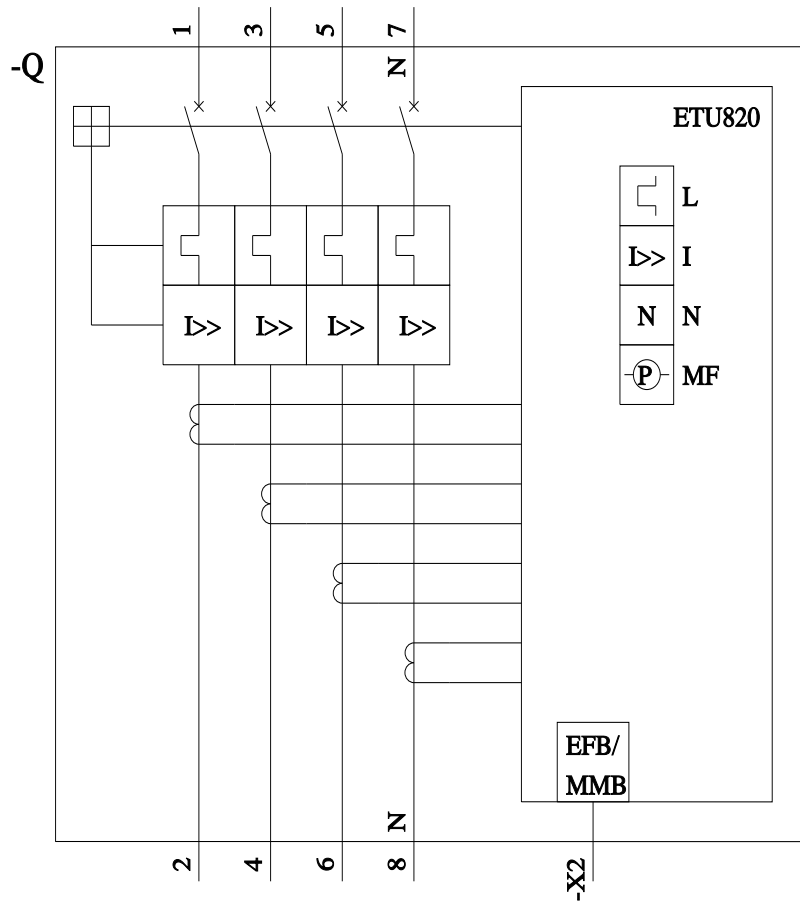 1 3 5 7
N
-Q
ETU820
L
I>> I
N N
P MF
I>> I>> I>> I>>
EFB/
MMB
N
2 4 6 8
-X2